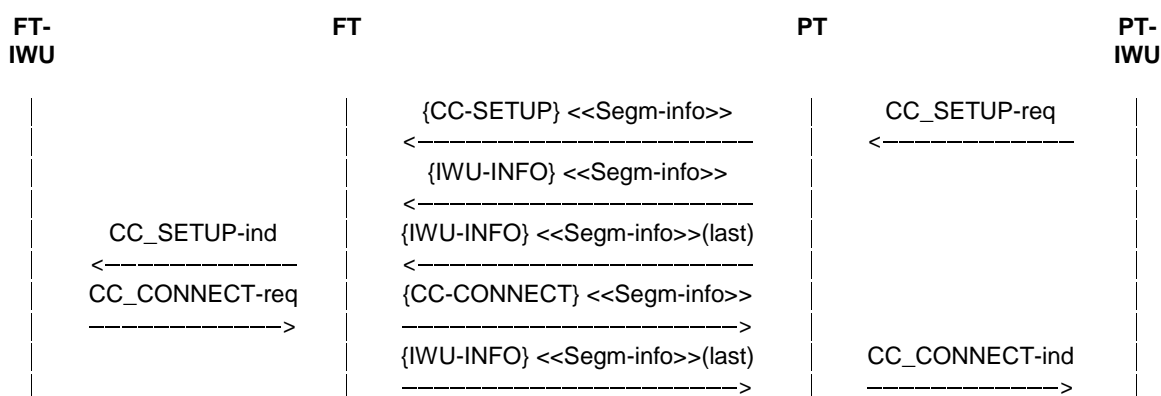 FT-IWU FT PT PT-IWU
{CC-SETUP} <<Segm-info>> CC_SETUP-req
{IWU-INFO} <<Segm-info>>
CC_SETUP-ind {IWU-INFO} <<Segm-info>>(last)
CC_CONNECT-req {CC-CONNECT} <<Segm-info>>
{IWU-INFO} <<Segm-info>>(last) CC_CONNECT-ind